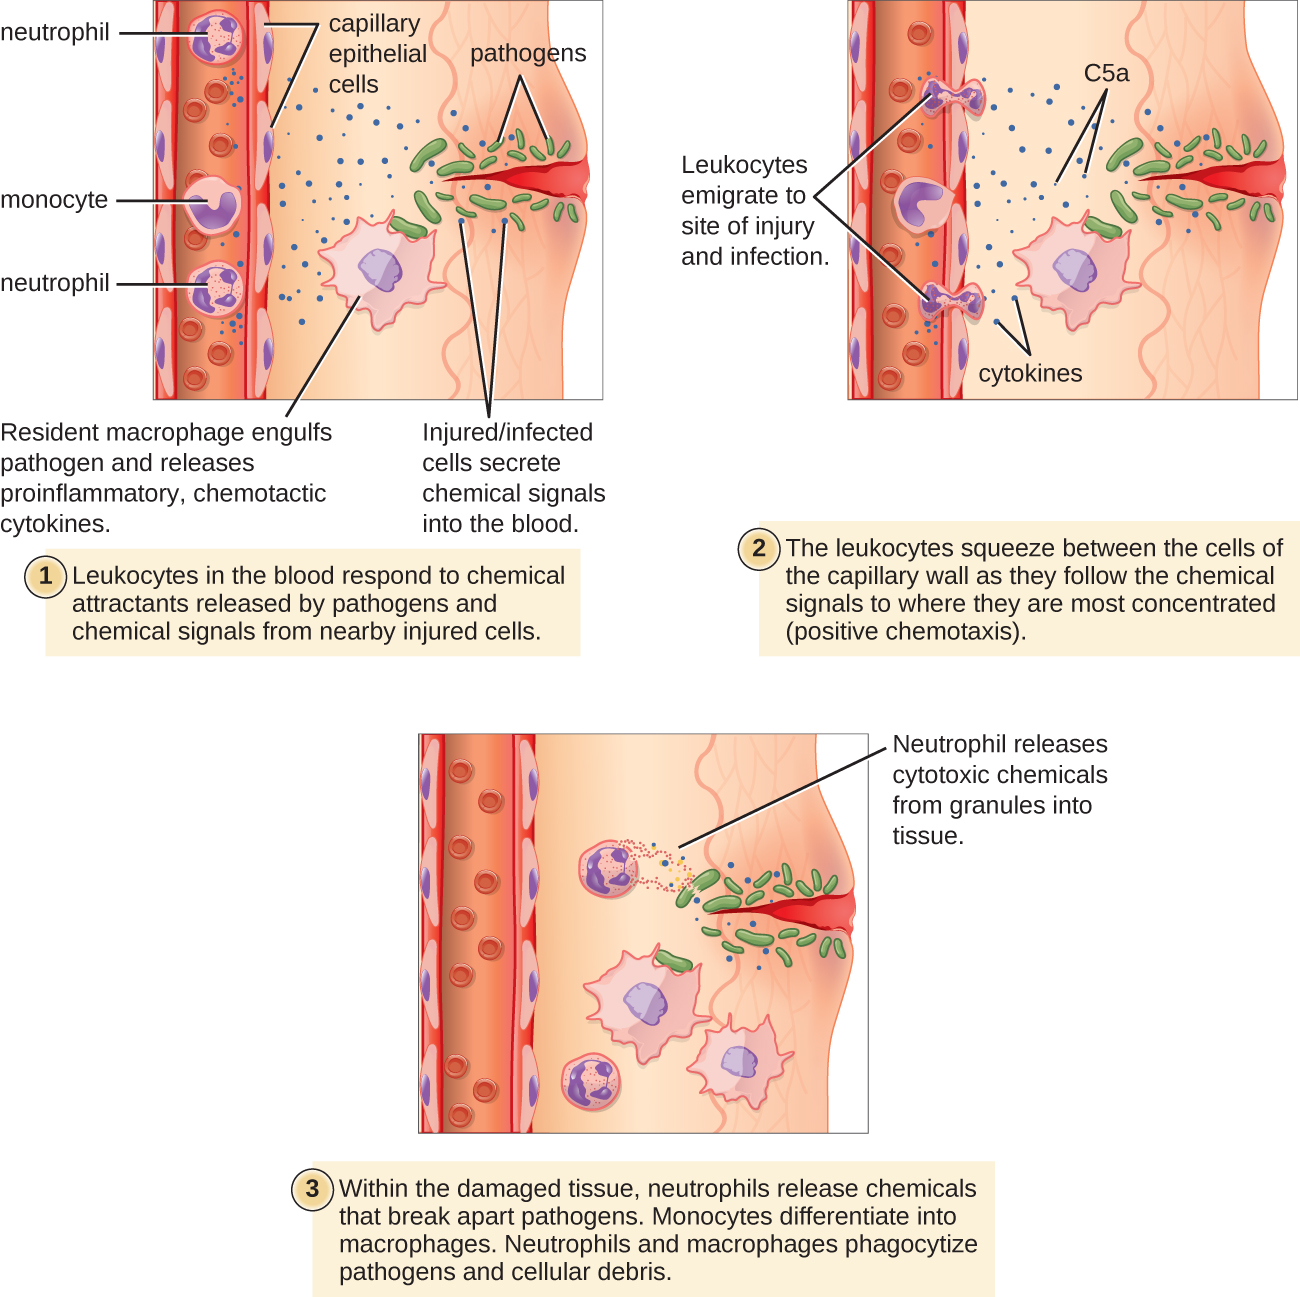 neutrophil
capillary
epithelial
cells
pathogens
monocyte
neutrophil
Resident macrophage engulfs
pathogen and releases
proinflammatory, chemotactic
cytokines.
Injured/infected
cells secrete
chemical signals
into the blood.
1 Leukocytes in the blood respond to chemical
attractants released by pathogens and
chemical signals from nearby injured cells.
C5a
Leukocytes
emigrate to
site of injury
and infection.
cytokines
2 The leukocytes squeeze between the cells of
the capillary wall as they follow the chemical
signals to where they are most concentrated
(positive chemotaxis).
Neutrophil releases
cytotoxic chemicals
from granules into
tissue.
3 Within the damaged tissue, neutrophils release chemicals
that break apart pathogens. Monocytes differentiate into
macrophages. Neutrophils and macrophages phagocytize
pathogens and cellular debris.